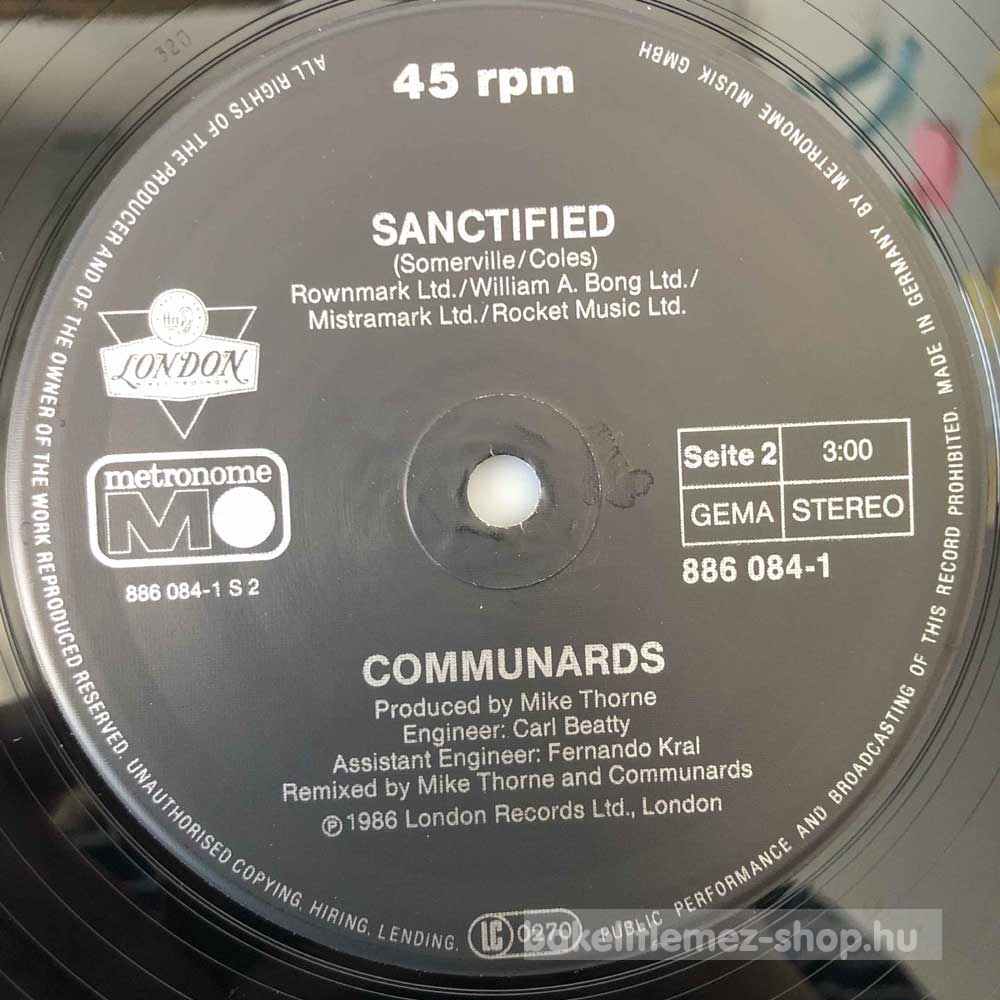 320
45 rpm
SANCTIFIED
(Somerville/Coles)
Rownmark Ltd./William A. Bong Ltd./
Mistramark Ltd./Rocket Music Ltd.
LONDON
metronome
886 084-1 S 2
Seite 2 3:00
GEMA STEREO
886 084-1
COMMUNARDS
Produced by Mike Thorne
Engineer: Carl Beatty
Assistant Engineer: Fernando Kral
Remixed by Mike Thorne and Communards
℗ 1986 London Records Ltd., London
ALL RIGHTS OF THE PRODUCER AND OF THE OWNER OF THE WORK REPRODUCED RESERVED. UNAUTHORISED COPYING, HIRING, LENDING, PUBLIC PERFORMANCE AND BROADCASTING OF THIS RECORD PROHIBITED. MADE IN GERMANY BY METRONOME MUSIK GMBH
LC 0270
bakelitlemez-shop.hu